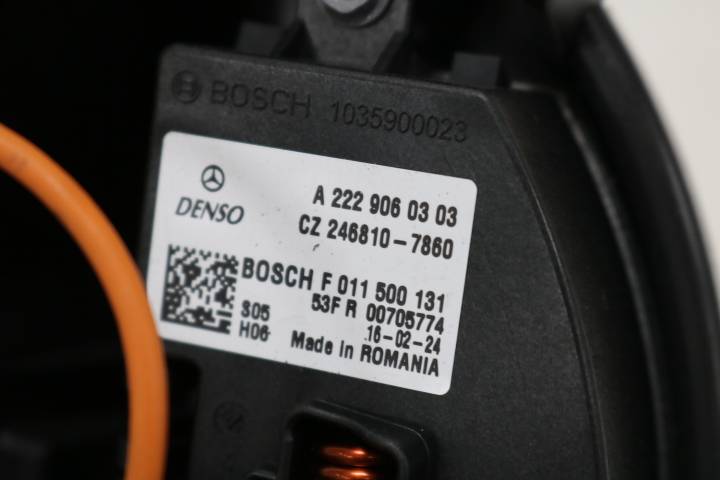 BOSCH 1035900023
A 222 906 03 03
DENSO
CZ 246810-7860
BOSCH F 011 500 131
53F R 00705774
S05
16-02-24
H06
Made in ROMANIA